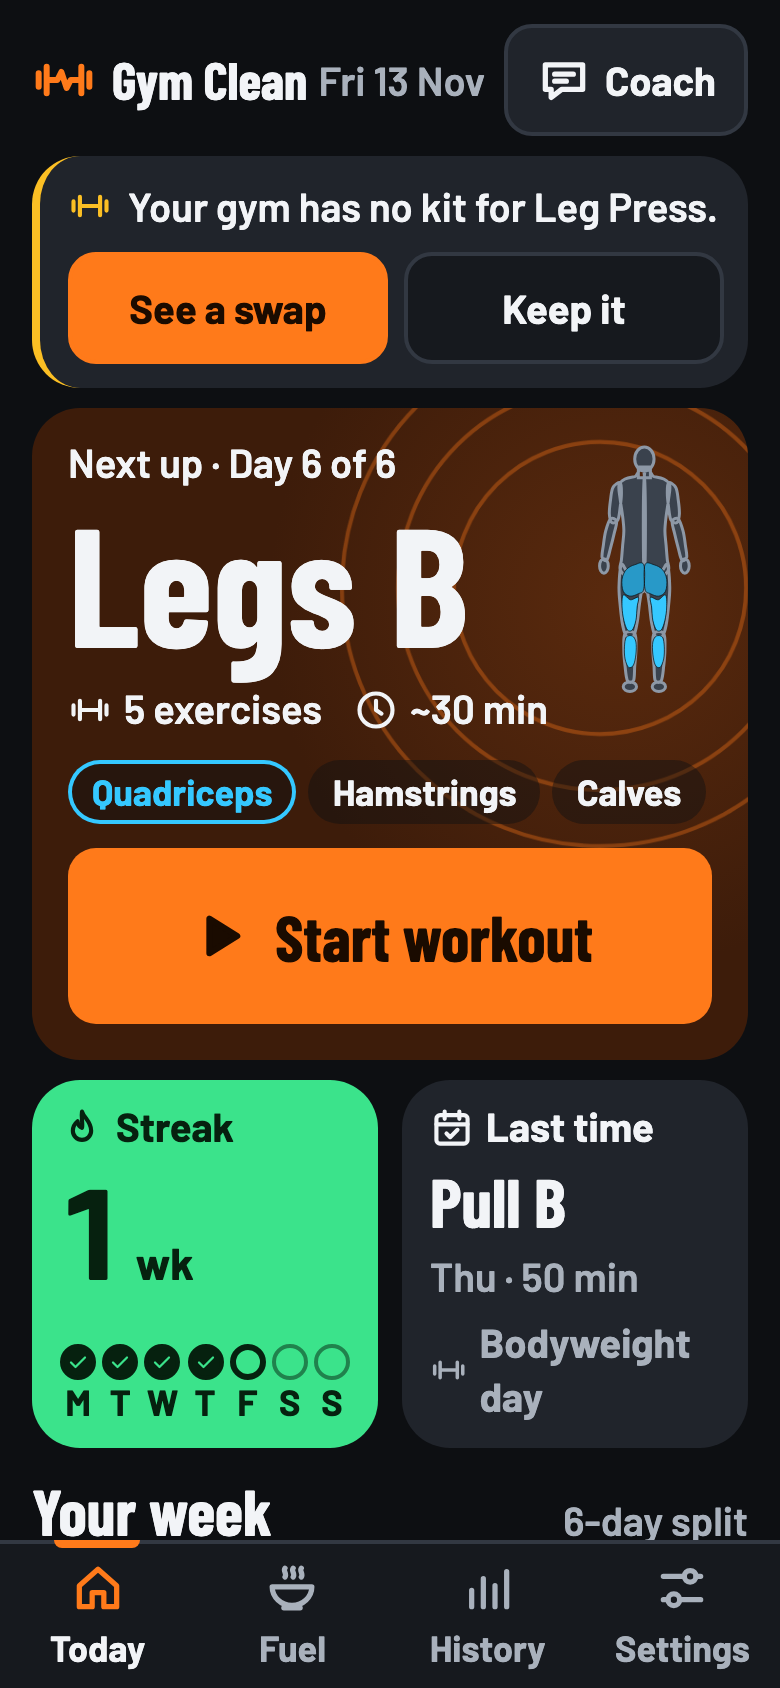 Gym Clean Fri 13 Nov
Coach
Your gym has no kit for Leg Press.
See a swap
Keep it
Next up · Day 6 of 6
Legs B
5 exercises
~30 min
Quadriceps
Hamstrings
Calves
Start workout
Streak
1 wk
M T W T F S S
Last time
Pull B
Thu · 50 min
Bodyweight
day
Your week
6-day split
Today
Fuel
History
Settings